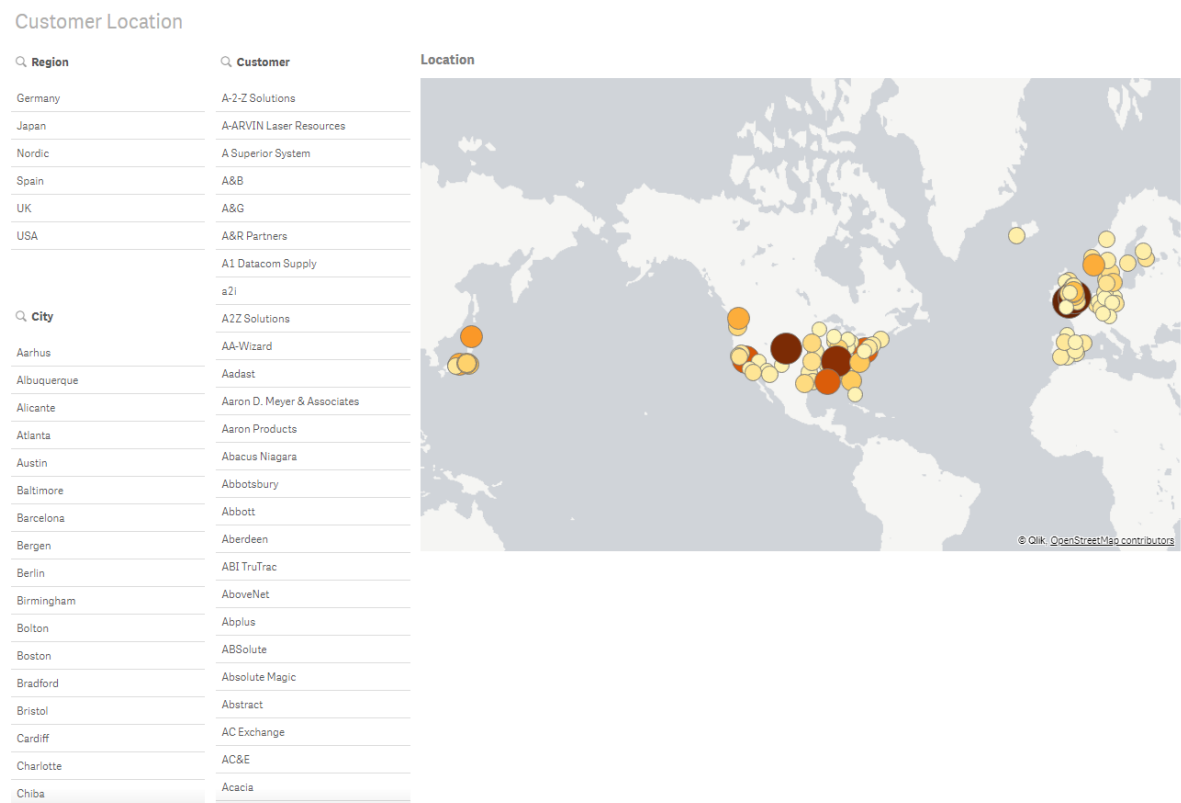 Customer Location
Region
Germany
Japan
Nordic
Spain
UK
USA
City
Aarhus
Albuquerque
Alicante
Atlanta
Austin
Baltimore
Barcelona
Bergen
Berlin
Birmingham
Bolton
Boston
Bradford
Bristol
Cardiff
Charlotte
Chiba
Customer
A-2-Z Solutions
A-ARVIN Laser Resources
A Superior System
A&B
A&G
A&R Partners
A1 Datacom Supply
a2i
A2Z Solutions
AA-Wizard
Aadast
Aaron D. Meyer & Associates
Aaron Products
Abacus Niagara
Abbotsbury
Abbott
Aberdeen
ABI TruTrac
AboveNet
Abplus
ABSolute
Absolute Magic
Abstract
AC Exchange
AC&E
Acacia
Location
© Qlik, OpenStreetMap contributors